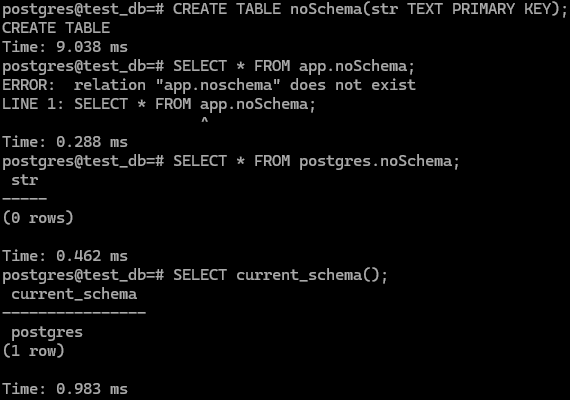 postgres@test_db=# CREATE TABLE noSchema(str TEXT PRIMARY KEY);
CREATE TABLE
Time: 9.038 ms
postgres@test_db=# SELECT * FROM app.noSchema;
ERROR:  relation "app.noschema" does not exist
LINE 1: SELECT * FROM app.noSchema;
                      ^
Time: 0.288 ms
postgres@test_db=# SELECT * FROM postgres.noSchema;
 str
-----
(0 rows)

Time: 0.462 ms
postgres@test_db=# SELECT current_schema();
 current_schema
----------------
 postgres
(1 row)

Time: 0.983 ms